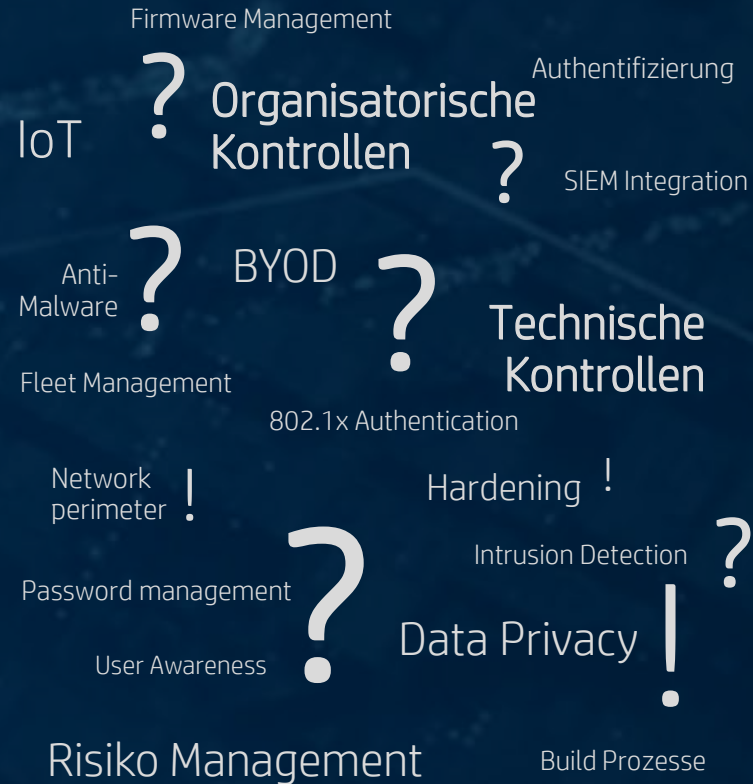 Firmware Management
?
Organisatorische
Kontrollen
Authentifizierung
IoT
?
SIEM Integration
Anti-
Malware
?
BYOD
?
Technische
Kontrollen
Fleet Management
802.1x Authentication
Network
perimeter
!
Hardening
!
Intrusion Detection
?
Password management
?
Data Privacy
!
User Awareness
Risiko Management
Build Prozesse